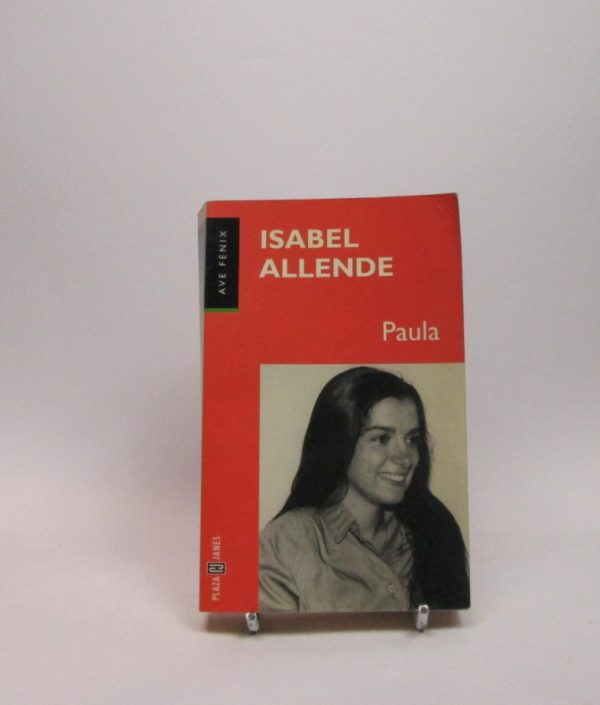 AVE FÉNIX
ISABEL
ALLENDE
Paula
PLAZA JANÉS